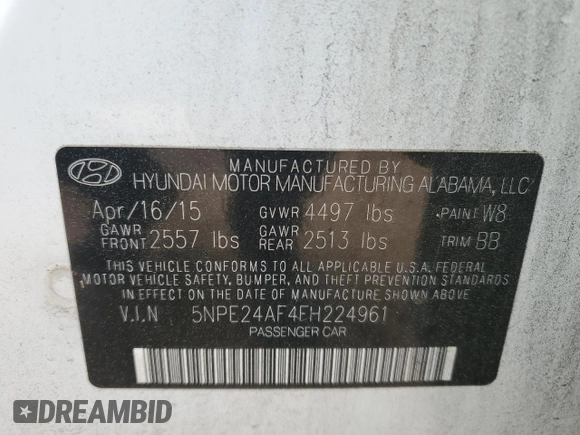 MANUFACTURED BY
HYUNDAI MOTOR MANUFACTURING ALABAMA, LLC
Apr/16/15 GVWR 4497 lbs PAINT W8
GAWR FRONT 2557 lbs GAWR REAR 2513 lbs TRIM BB
THIS VEHICLE CONFORMS TO ALL APPLICABLE U.S.A. FEDERAL
MOTOR VEHICLE SAFETY, BUMPER, AND THEFT PREVENTION STANDARDS
IN EFFECT ON THE DATE OF MANUFACTURE SHOWN ABOVE.
V.I.N 5NPE24AF4FH224961
PASSENGER CAR
DREAMBID